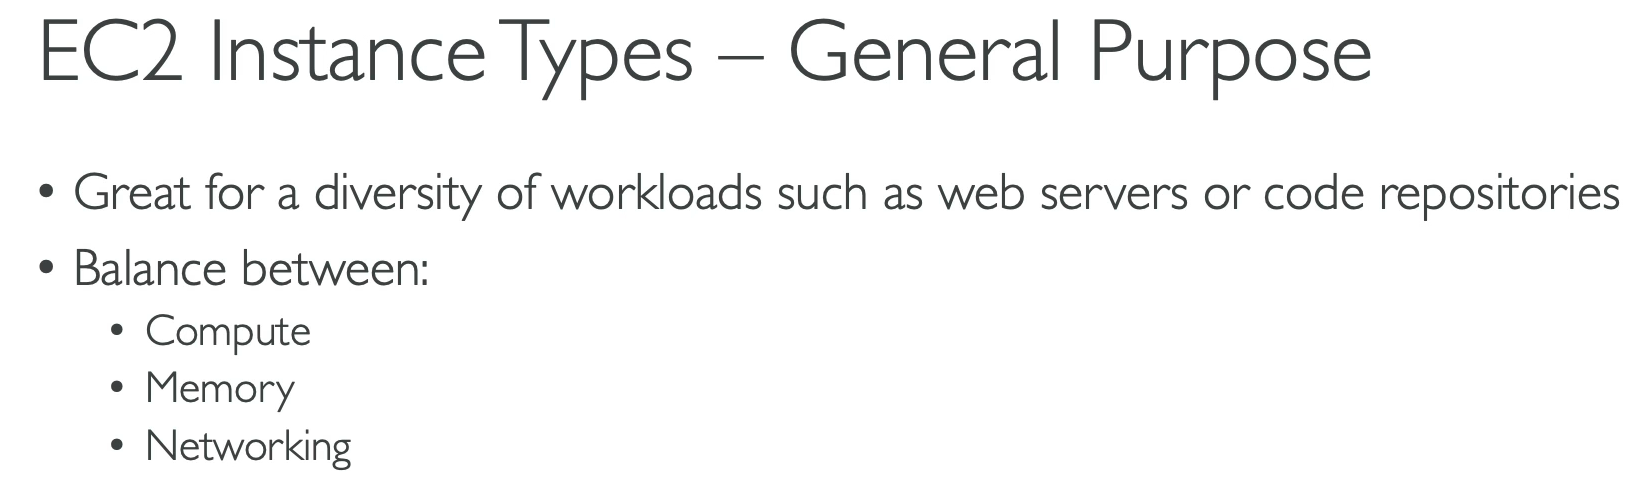 EC2 Instance Types – General Purpose
• Great for a diversity of workloads such as web servers or code repositories
• Balance between:
• Compute
• Memory
• Networking